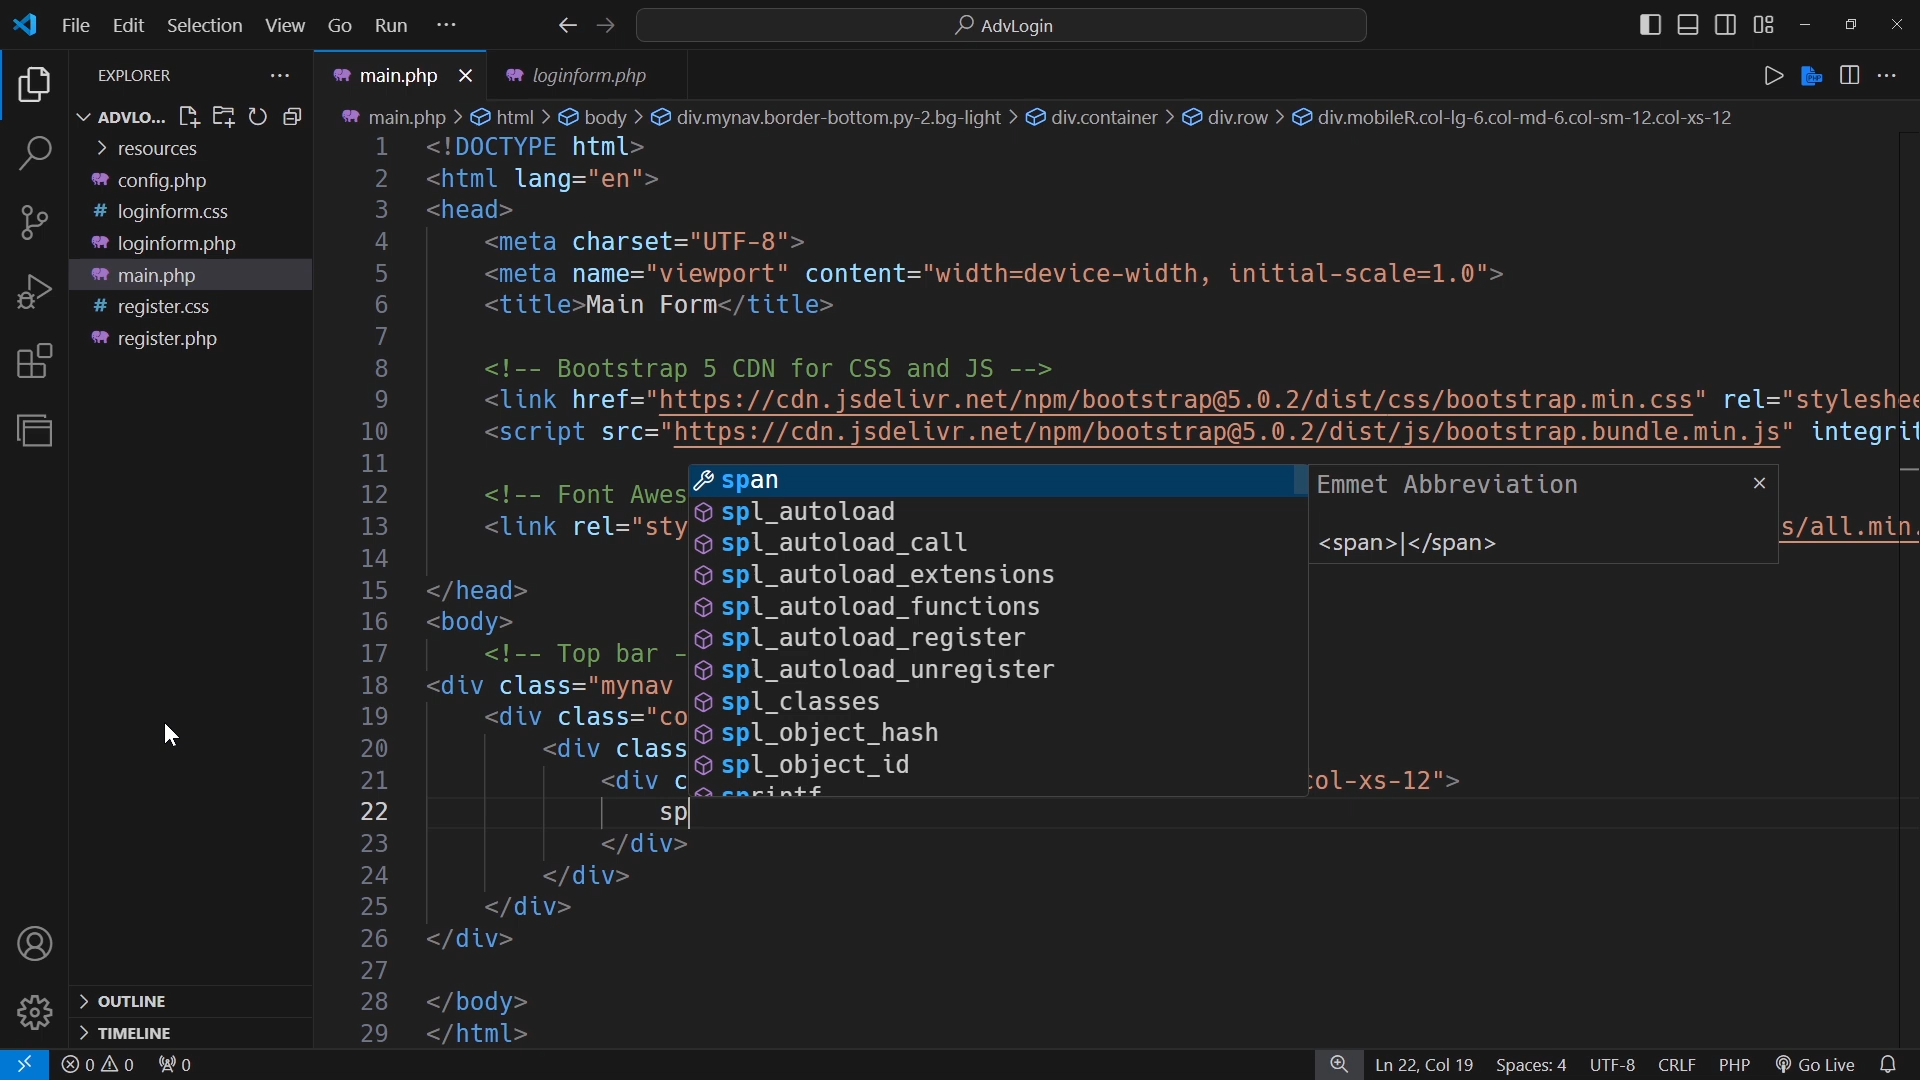 File Edit Selection View Go Run ···
AdvLogin
EXPLORER ···
main.php
loginform.php
ADVLO...
main.php > html > body > div.mynav.border-bottom.py-2.bg-light > div.container > div.row > div.mobileR.col-lg-6.col-md-6.col-sm-12.col-xs-12
resources
config.php
loginform.css
loginform.php
main.php
register.css
register.php
1 <!DOCTYPE html>
2 <html lang="en">
3 <head>
4 <meta charset="UTF-8">
5 <meta name="viewport" content="width=device-width, initial-scale=1.0">
6 <title>Main Form</title>
7
8 <!-- Bootstrap 5 CDN for CSS and JS -->
9 <link href="https://cdn.jsdelivr.net/npm/bootstrap@5.0.2/dist/css/bootstrap.min.css" rel="styleshee
10 <script src="https://cdn.jsdelivr.net/npm/bootstrap@5.0.2/dist/js/bootstrap.bundle.min.js" integrit
11
12 <!-- Font Awes
13 <link rel="sty s/all.min.
14
15 </head>
16 <body>
17 <!-- Top bar -
18 <div class="mynav
19 <div class="co
20 <div class
21 <div c col-xs-12">
22 sp
23 </div>
24 </div>
25 </div>
26 </div>
27
28 </body>
29 </html>
span
spl_autoload
spl_autoload_call
spl_autoload_extensions
spl_autoload_functions
spl_autoload_register
spl_autoload_unregister
spl_classes
spl_object_hash
spl_object_id
sprintf
Emmet Abbreviation
<span>|</span>
OUTLINE
TIMELINE
0 0 0
Ln 22, Col 19 Spaces: 4 UTF-8 CRLF PHP Go Live